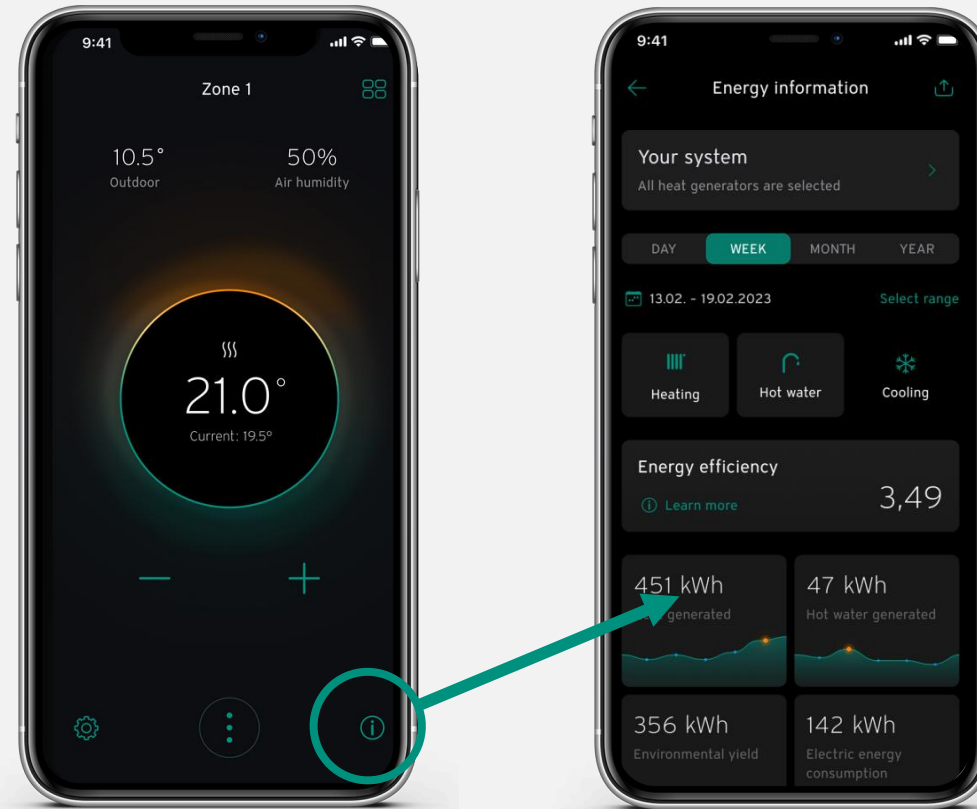 9:41
Zone 1
10.5° 50%
Outdoor Air humidity
21.0°
Current: 19.5°
9:41
Energy information
Your system
All heat generators are selected
DAY WEEK MONTH YEAR
13.02. - 19.02.2023 Select range
Heating Hot water Cooling
Energy efficiency
Learn more 3,49
451 kWh 47 kWh
generated Hot water generated
356 kWh 142 kWh
Environmental yield Electric energy
consumption